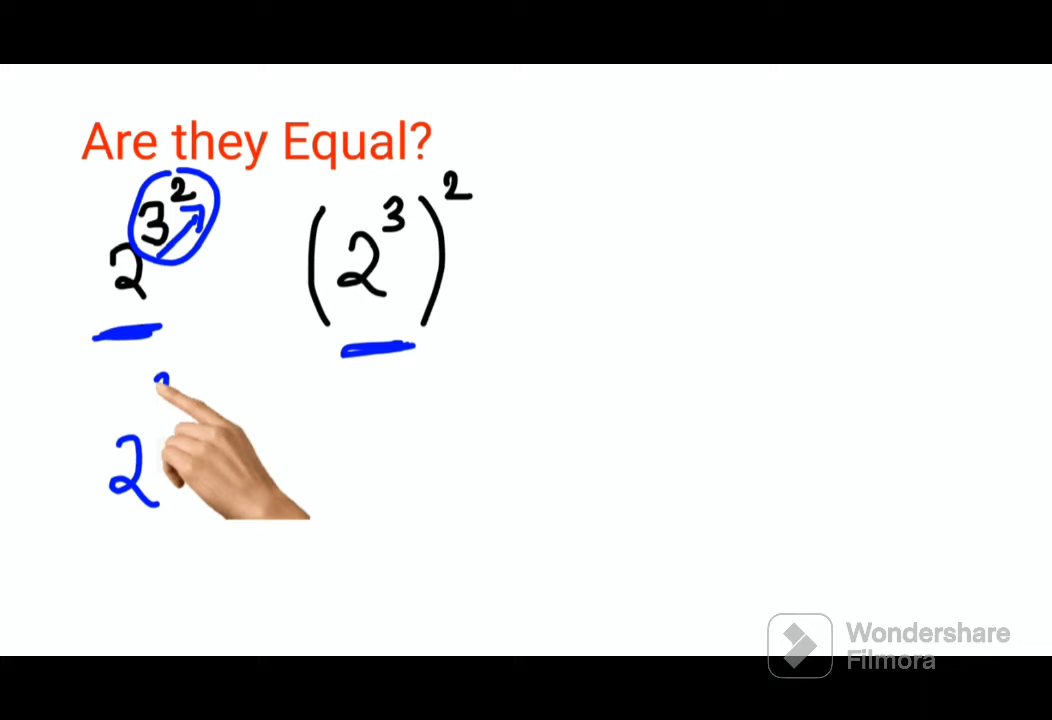 Are they Equal?
2^{3^2} (2^3)^2
2
Wondershare
Filmora